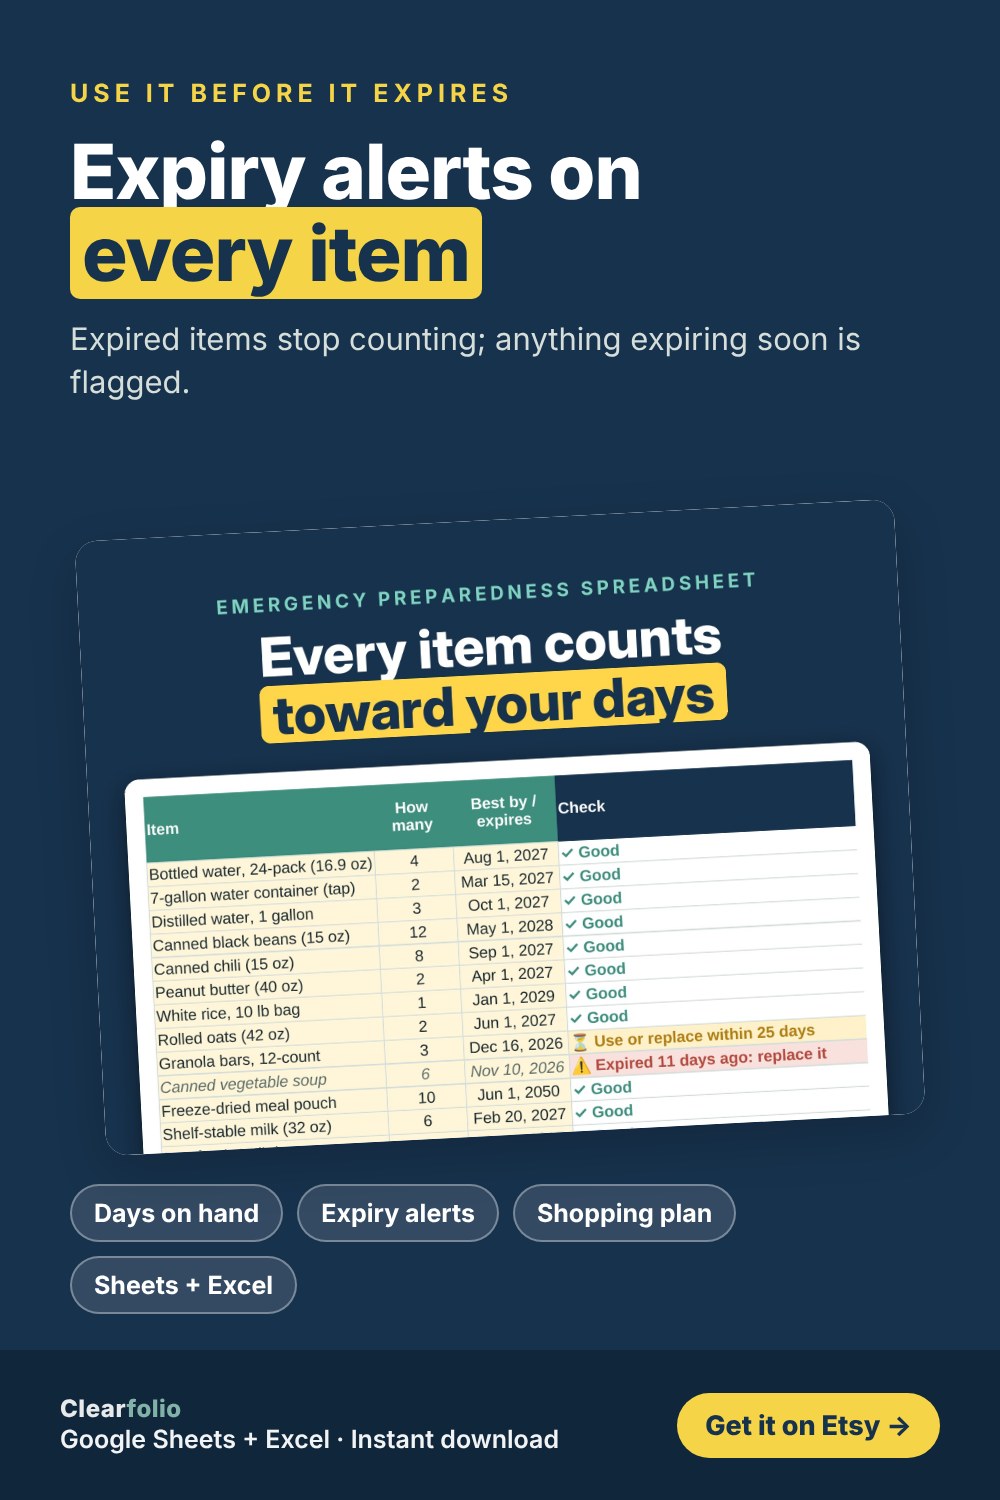 USE IT BEFORE IT EXPIRES
Expiry alerts on
every item
Expired items stop counting; anything expiring soon is
flagged.
EMERGENCY PREPAREDNESS SPREADSHEET
Every item counts
toward your days
Item How many Best by / expires Check
Bottled water, 24-pack (16.9 oz) 4 Aug 1, 2027 ✓ Good
7-gallon water container (tap) 2 Mar 15, 2027 ✓ Good
Distilled water, 1 gallon 3 Oct 1, 2027 ✓ Good
Canned black beans (15 oz) 12 May 1, 2028 ✓ Good
Canned chili (15 oz) 8 Sep 1, 2027 ✓ Good
Peanut butter (40 oz) 2 Apr 1, 2027 ✓ Good
White rice, 10 lb bag 1 Jan 1, 2029 ✓ Good
Rolled oats (42 oz) 2 Jun 1, 2027 ✓ Good
Granola bars, 12-count 3 Dec 16, 2026 ⏳ Use or replace within 25 days
Canned vegetable soup 6 Nov 10, 2026 ⚠️ Expired 11 days ago: replace it
Freeze-dried meal pouch 10 Jun 1, 2050 ✓ Good
Shelf-stable milk (32 oz) 6 Feb 20, 2027 ✓ Good
Days on hand
Expiry alerts
Shopping plan
Sheets + Excel
Clearfolio
Google Sheets + Excel · Instant download
Get it on Etsy →